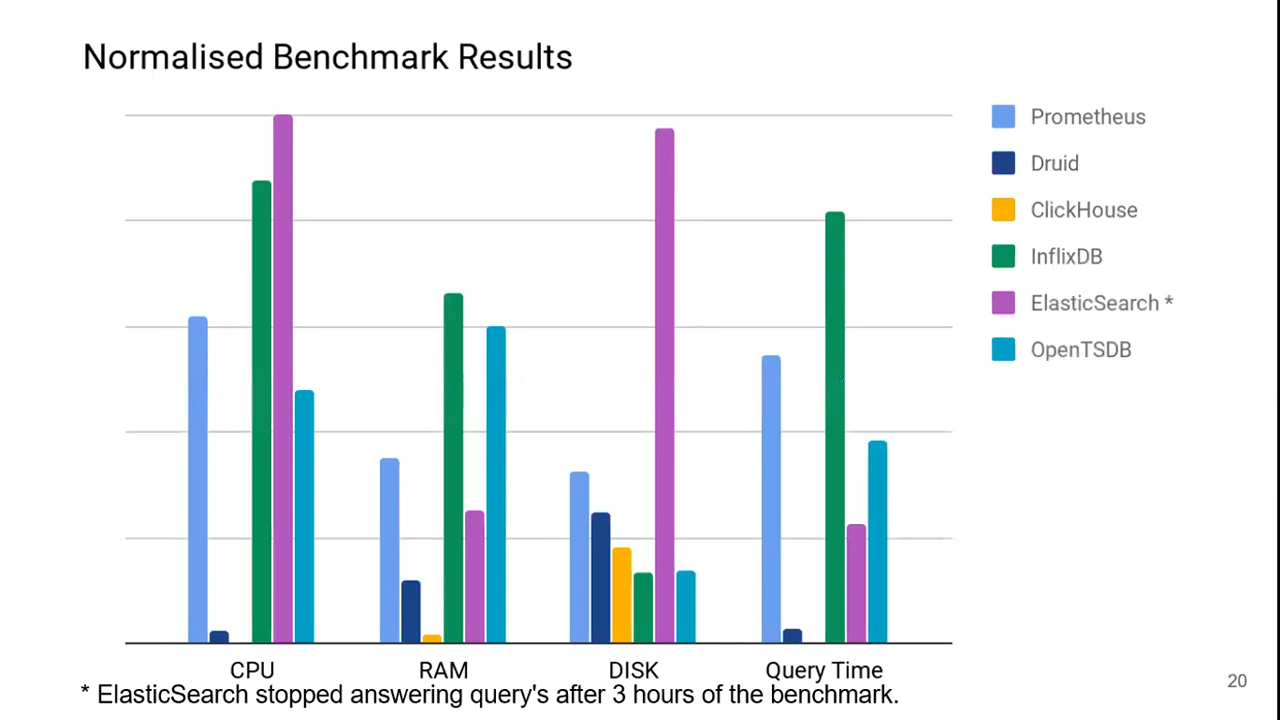 Normalised Benchmark Results
Prometheus
Druid
ClickHouse
InflixDB
ElasticSearch *
OpenTSDB
CPU RAM DISK Query Time
* ElasticSearch stopped answering query's after 3 hours of the benchmark.
20